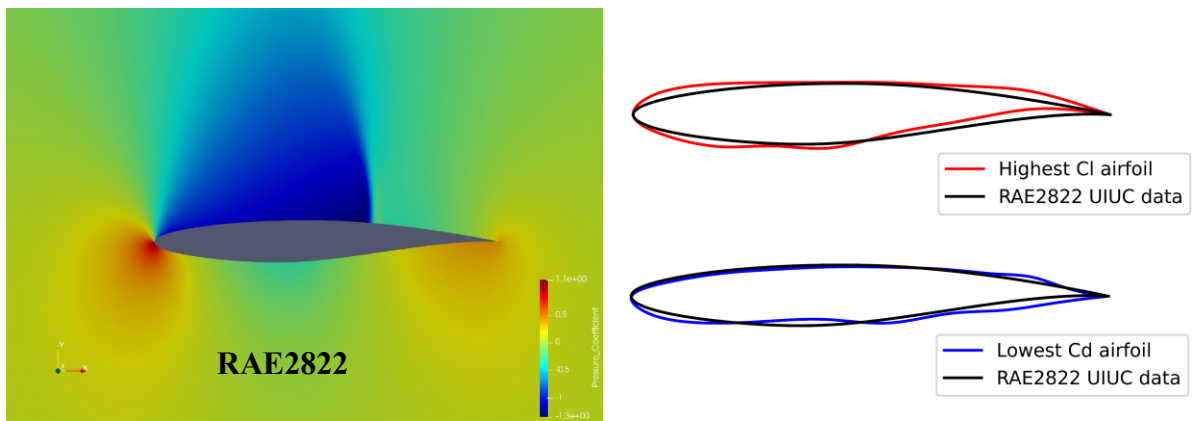 1.1e+00
0.5
0
-0.5
-1
-1.3e+00
Pressure_Coefficient
Y
Z
X
RAE2822
Highest Cl airfoil
RAE2822 UIUC data
Lowest Cd airfoil
RAE2822 UIUC data